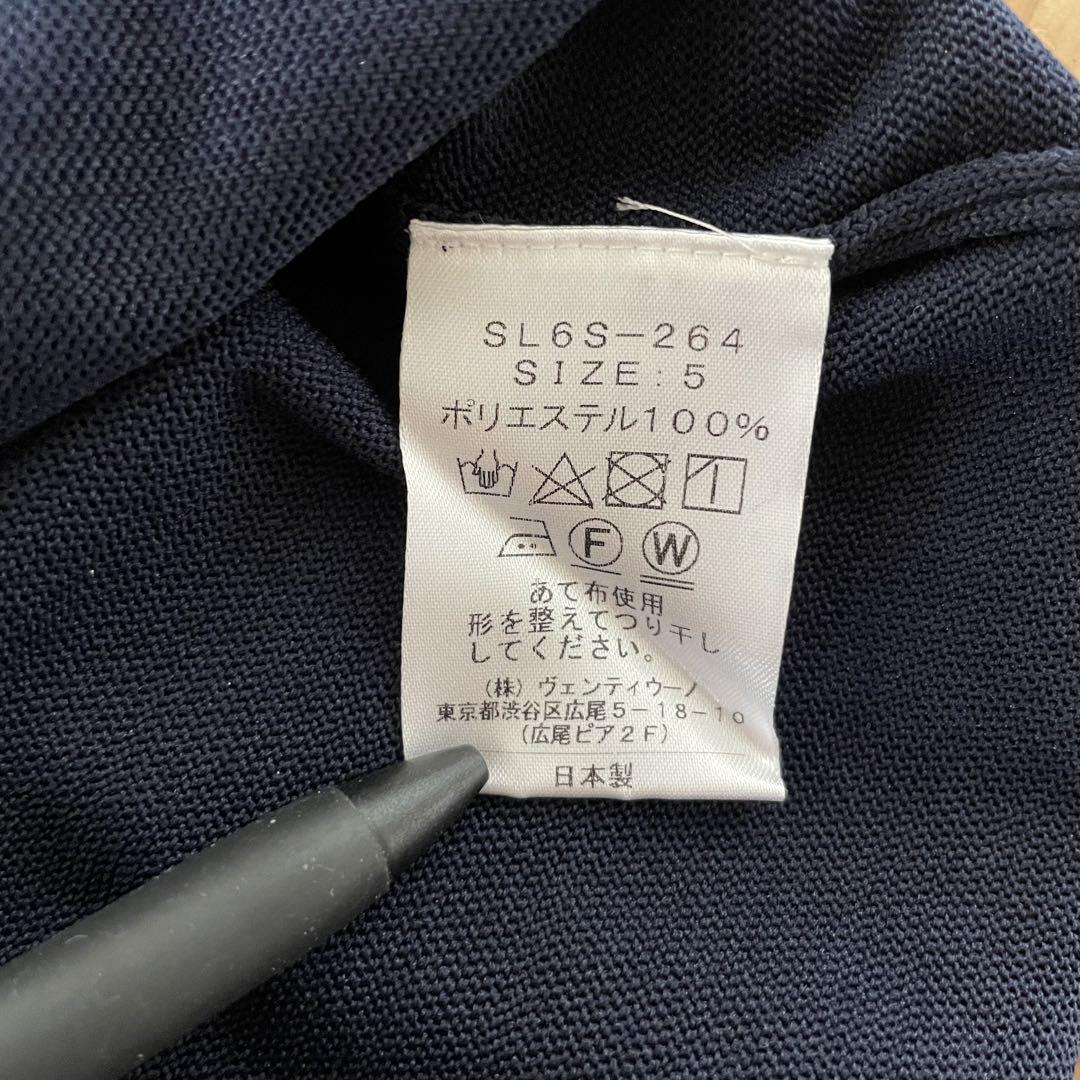 SL6S-264
SIZE:5
ポリエステル100%
F W
あて布使用
形を整えてつり干し
してください。
(株)ヴェンティウーノ
東京都渋谷区広尾5-18-10
(広尾ピア2F)
日本製